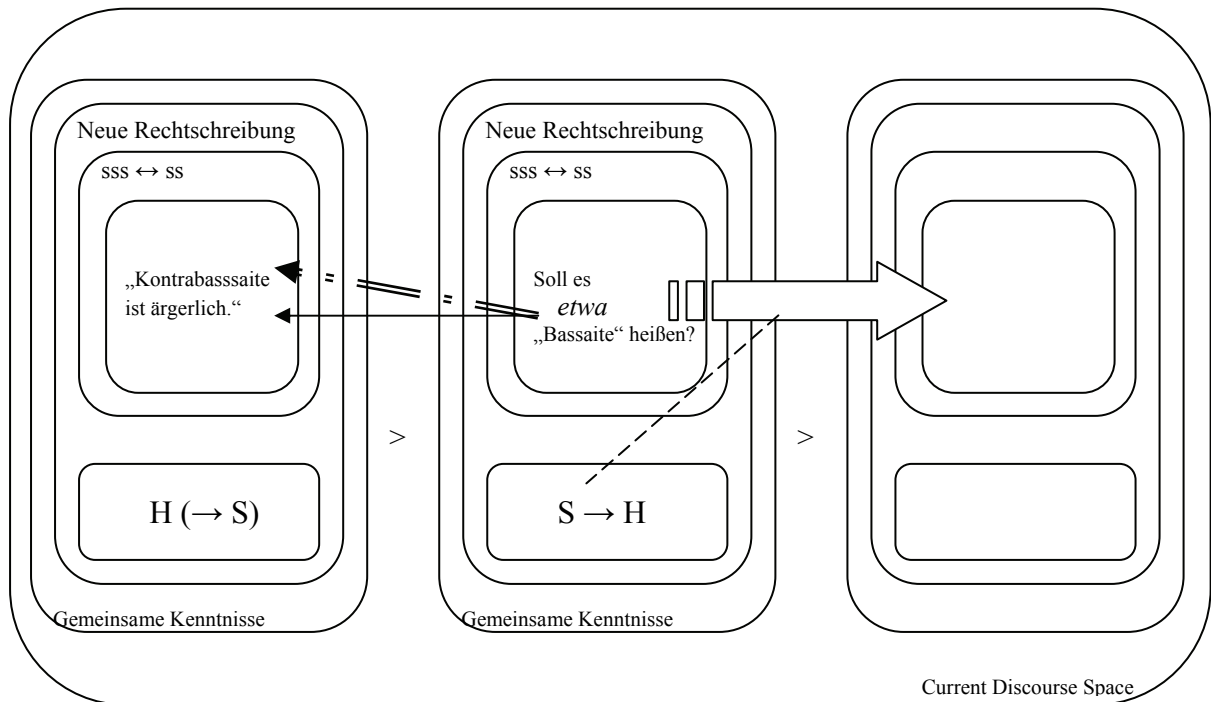 Neue Rechtschreibung
sss ↔ ss
„Kontrabasssaite
ist ärgerlich.“
H (→ S)
Gemeinsame Kenntnisse
>
Neue Rechtschreibung
sss ↔ ss
Soll es
etwa
„Bassaite“ heißen?
S → H
Gemeinsame Kenntnisse
>
Current Discourse Space